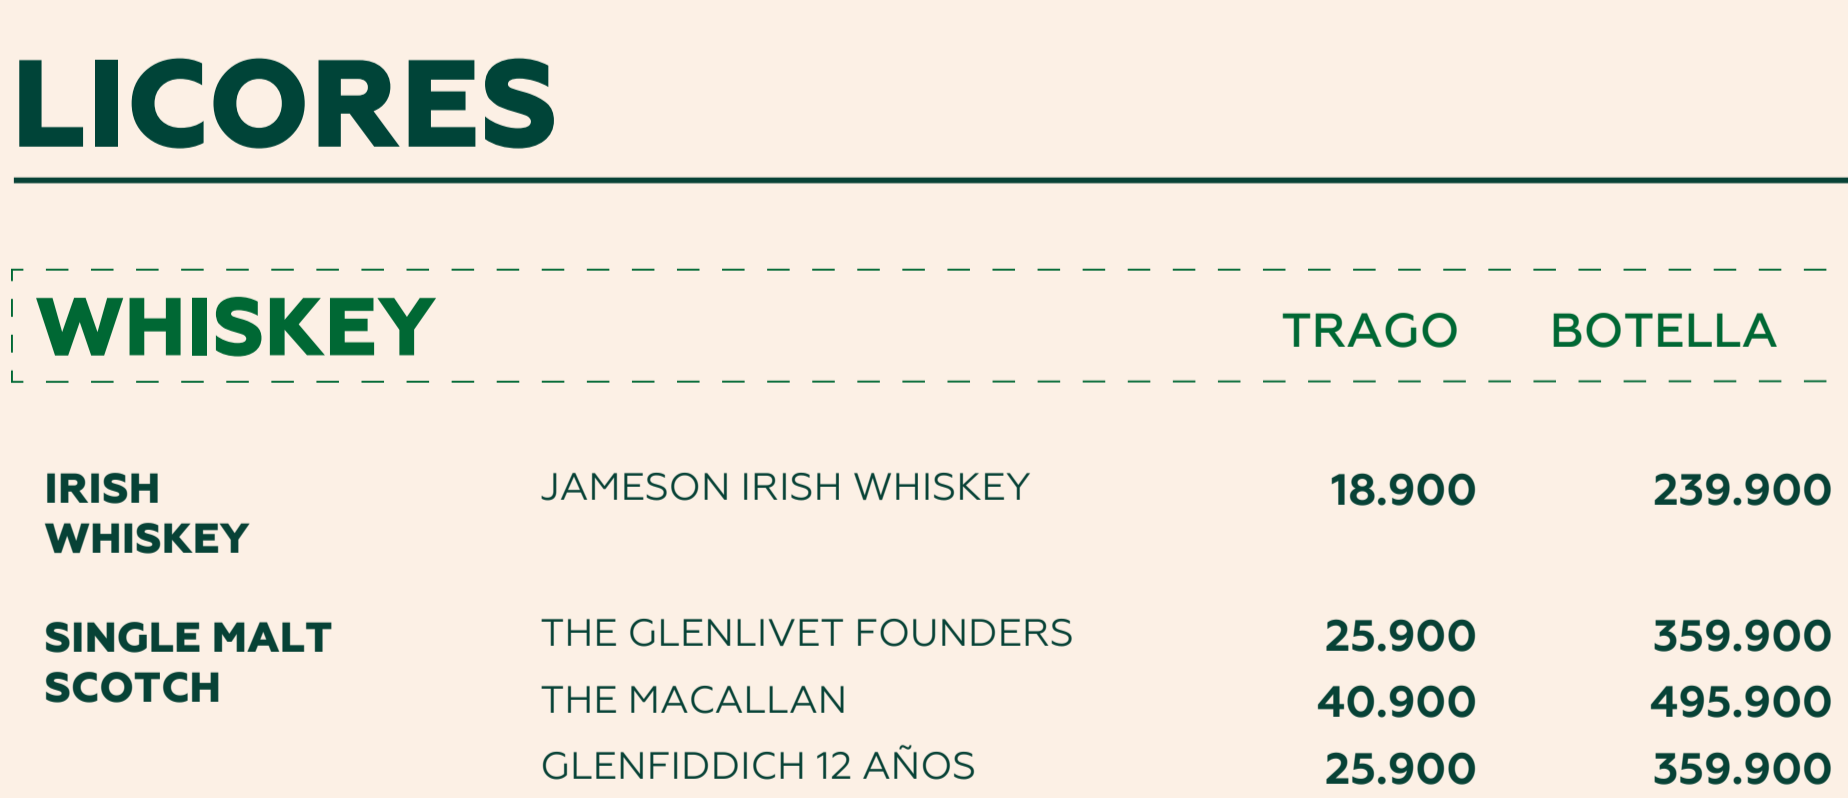 LICORES
WHISKEY TRAGO BOTELLA
IRISH WHISKEY JAMESON IRISH WHISKEY 18.900 239.900
SINGLE MALT SCOTCH THE GLENLIVET FOUNDERS 25.900 359.900
THE MACALLAN 40.900 495.900
GLENFIDDICH 12 AÑOS 25.900 359.900